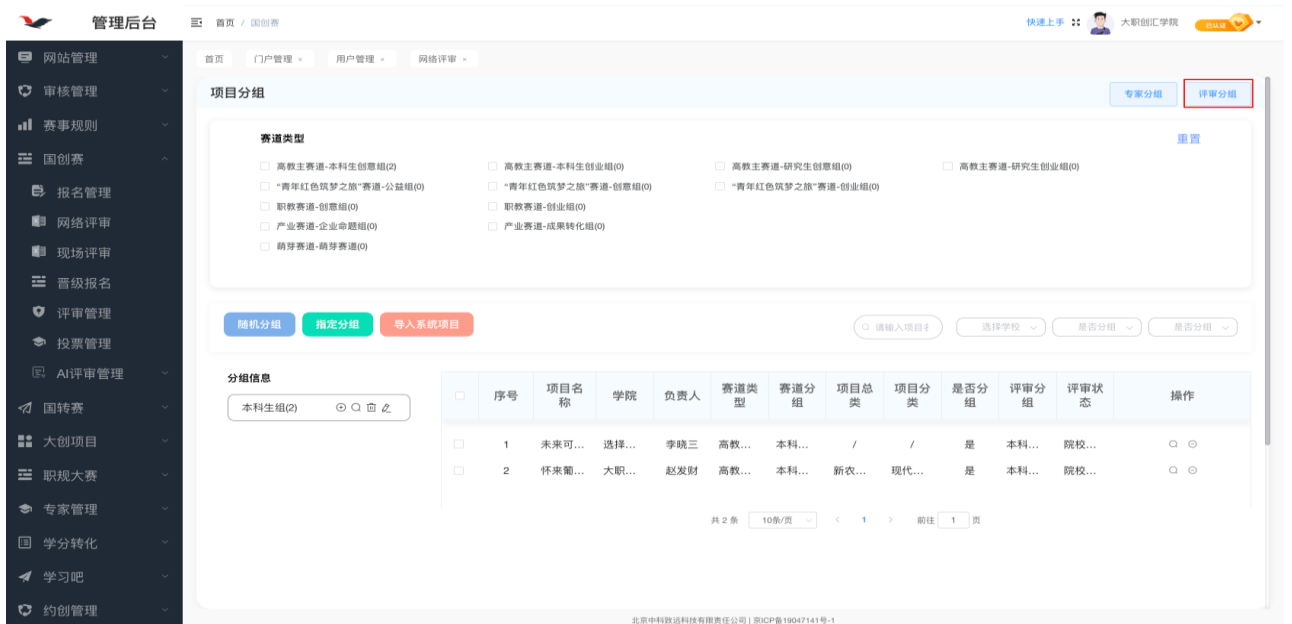 管理后台
首页 / 国创赛
快速上手
大职创汇学院
已认证
网站管理
审核管理
赛事规则
国创赛
报名管理
网络评审
现场评审
晋级报名
评审管理
投票管理
AI评审管理
国转赛
大创项目
职规大赛
专家管理
学分转化
学习吧
约创管理
首页 门户管理 × 用户管理 × 网络评审 ×
项目分组
专家分组 评审分组
赛道类型
重置
高教主赛道-本科生创意组(2) 高教主赛道-本科生创业组(0) 高教主赛道-研究生创意组(0) 高教主赛道-研究生创业组(0)
“青年红色筑梦之旅”赛道-公益组(0) “青年红色筑梦之旅”赛道-创意组(0) “青年红色筑梦之旅”赛道-创业组(0)
职教赛道-创意组(0) 职教赛道-创业组(0)
产业赛道-企业命题组(0) 产业赛道-成果转化组(0)
萌芽赛道-萌芽赛道(0)
随机分组 指定分组 导入系统项目
请输入项目名 选择学校 是否分组 是否分组
分组信息
本科生组(2)
序号 项目名称 学院 负责人 赛道类型 赛道分组 项目总类 项目分类 是否分组 评审分组 评审状态 操作
1 未来可... 选择... 李晓三 高教... 本科... / / 是 本科... 院校...
2 怀来葡... 大职... 赵发财 高教... 本科... 新农... 现代... 是 本科... 院校...
共 2 条 10条/页 1 前往 1 页
北京中科致远科技有限责任公司 | 京ICP备19047141号-1